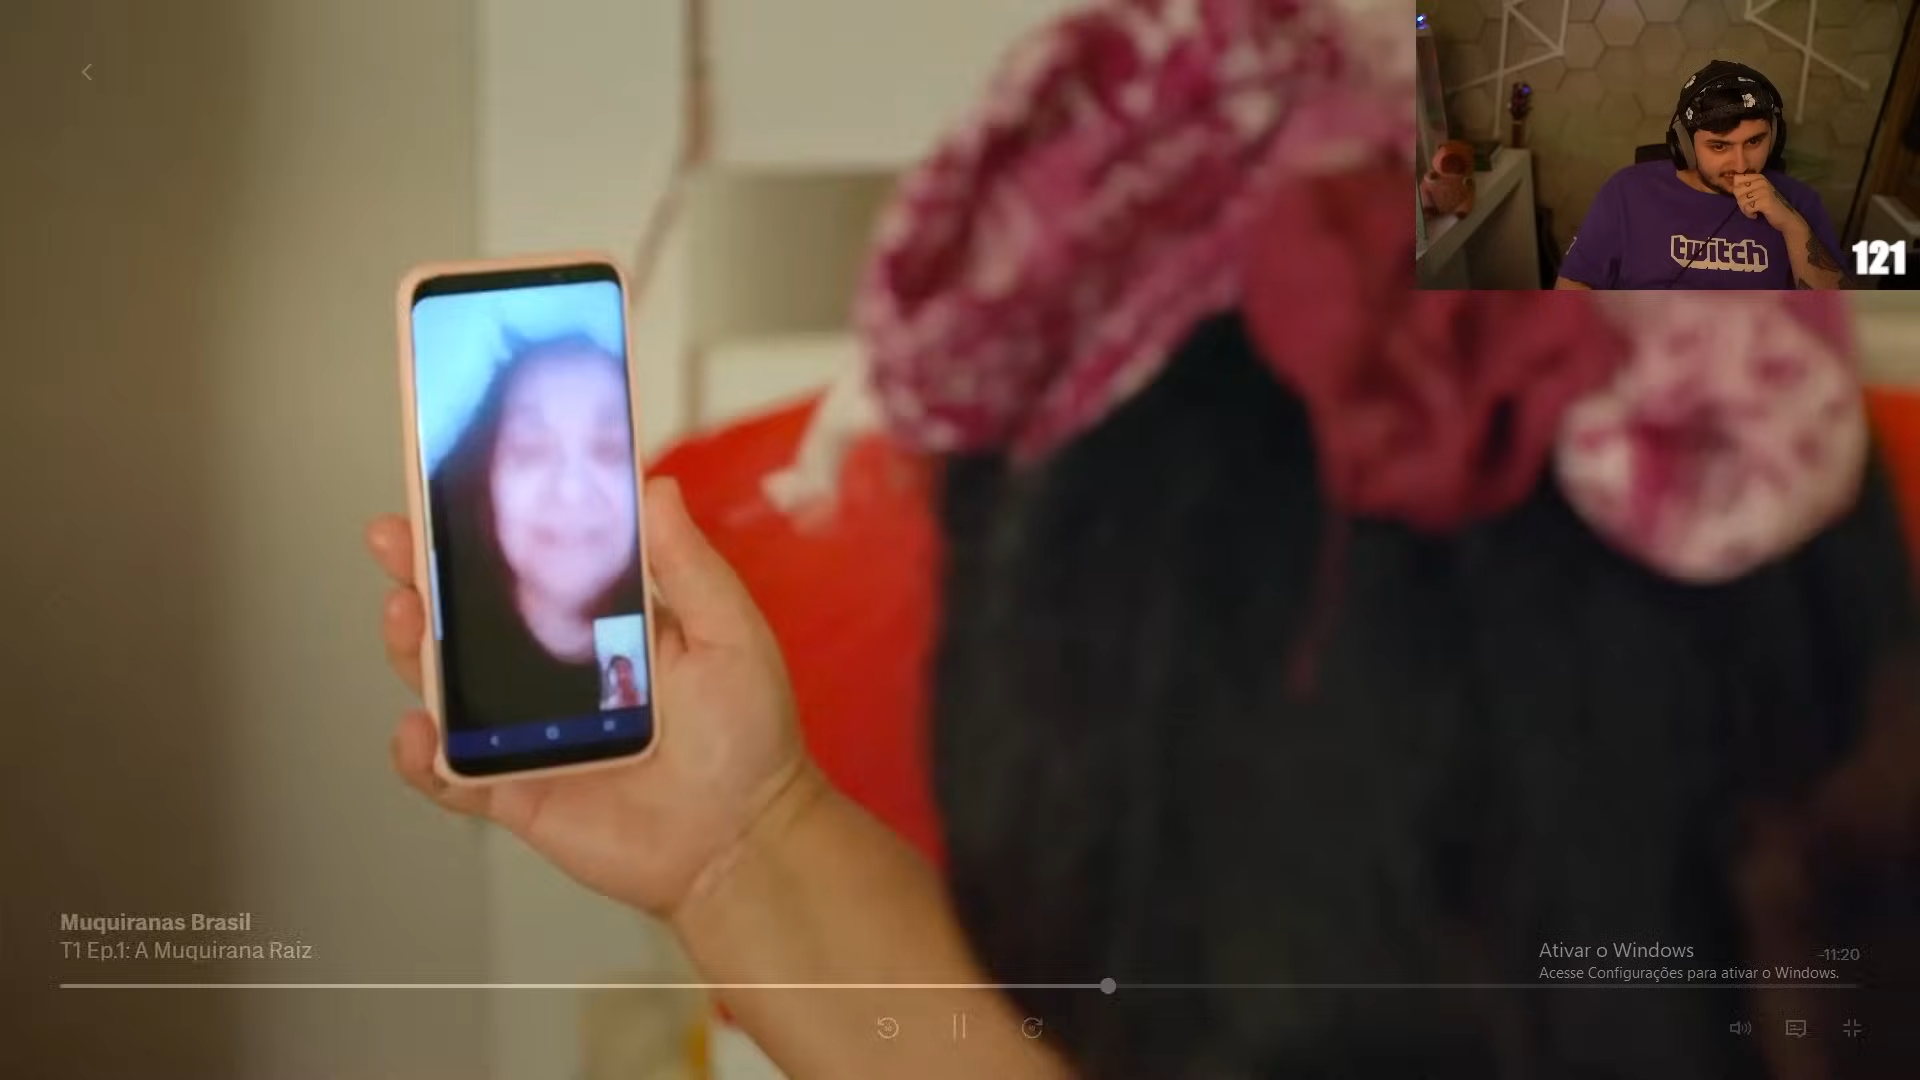 twitch
121
Muquiranas Brasil
T1 Ep.1: A Muquirana Raiz
Ativar o Windows
Acesse Configurações para ativar o Windows.
-11:20